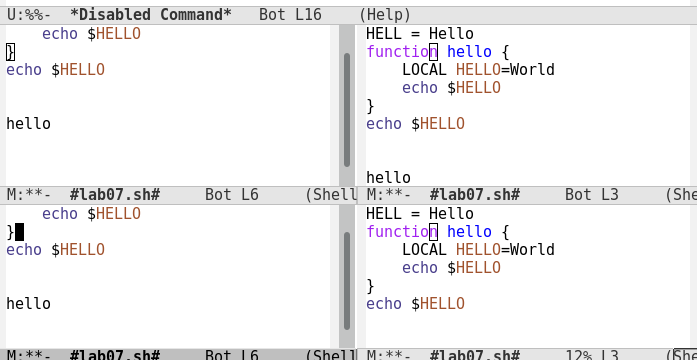 U:%%-  *Disabled Command*   Bot L16    (Help)
    echo $HELLO
}
echo $HELLO
hello
M:**-  #lab07.sh#     Bot L6     (Shell
    echo $HELLO
}
echo $HELLO
hello
M:**-  #lab07.sh#     Bot L6     (Shell
HELL = Hello
function hello {
    LOCAL HELLO=World
    echo $HELLO
}
echo $HELLO
hello
M:**-  #lab07.sh#     Bot L3     (She
HELL = Hello
function hello {
    LOCAL HELLO=World
    echo $HELLO
}
echo $HELLO
M:**-  #lab07.sh#     12% L3     (She